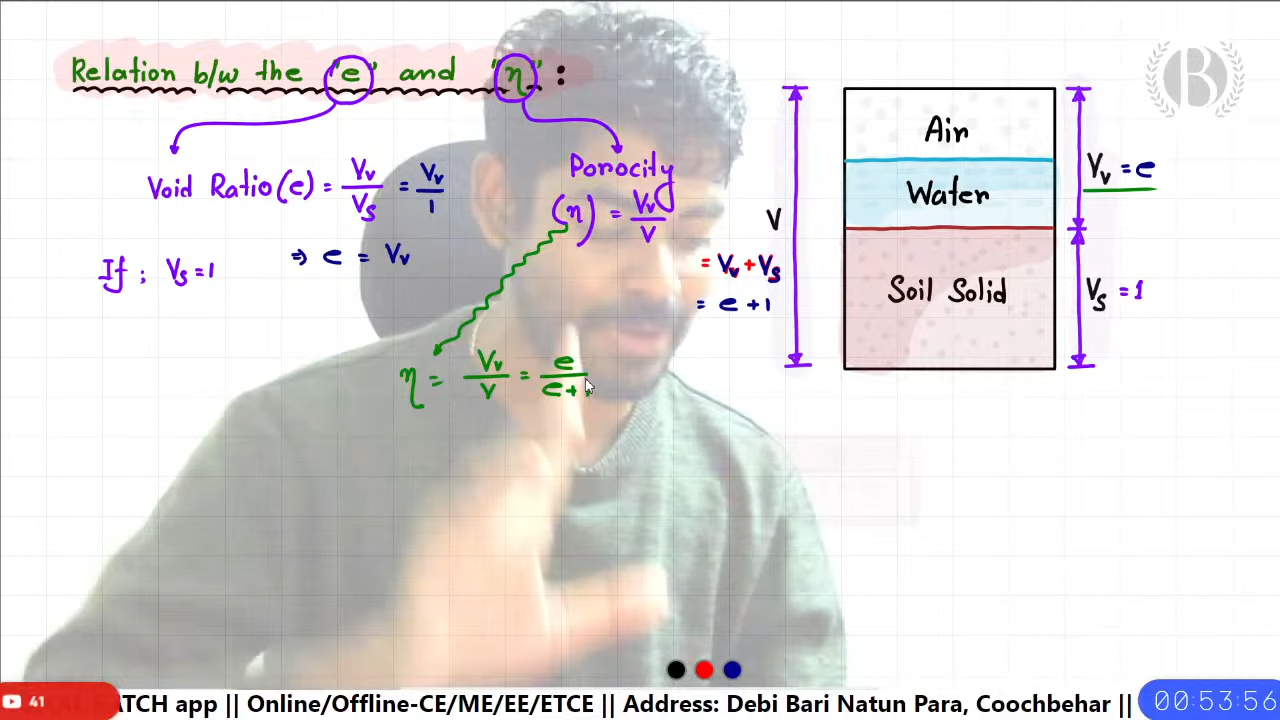 Relation b/w the "e" and "η" :
Void Ratio (e) = Vv/Vs = Vv/1
If ; Vs = 1
⇒ e = Vv
Porocity
(η) = Vv/V
η = Vv/V = e/e+1
V
= Vv + Vs
= e + 1
Air
Water
Soil Solid
Vv = e
Vs = 1
B
41
ATCH app || Online/Offline-CE/ME/EE/ETCE || Address: Debi Bari Natun Para, Coochbehar ||
00:53:56